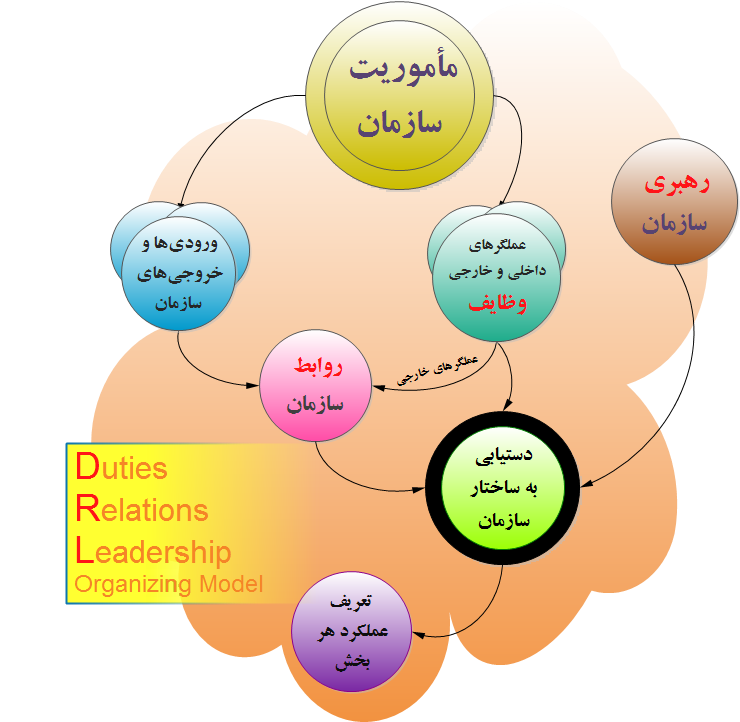 مأموریت
سازمان
رهبری
سازمان
ورودی‌ها و
خروجی‌های
سازمان
عملگرهای
داخلی و خارجی
وظایف
عملگرهای خارجی
روابط
سازمان
دستیابی
به ساختار
سازمان
Duties
Relations
Leadership
Organizing Model
تعریف
عملکرد هر
بخش